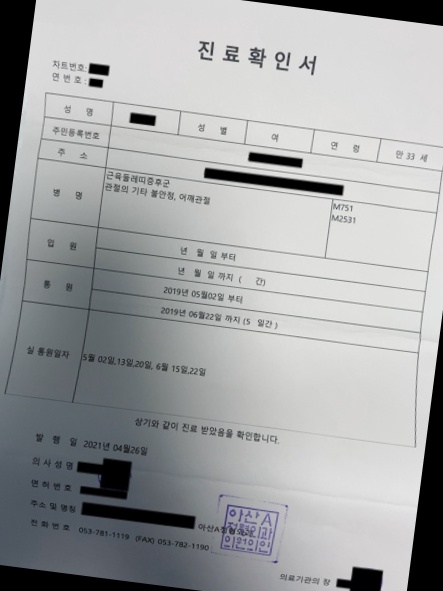 진료확인서
차트번호:
연 번호:
성 명 성 별 여 연 령 만 33 세
주민등록번호
주 소
병 명 근육둘레띠증후군 M751
관절의 기타 불안정, 어깨관절 M2531
입 원 년 월 일 부터
년 월 일 까지 ( 간)
통 원 2019년 05월02일 부터
2019년 06월22일 까지 (5 일간 )
실 통원일자 5월 02일,13일,20일, 6월 15일,22일
상기와 같이 진료 받았음을 확인합니다.
발 행 일 2021년 04월26일
의 사 성 명
면 허 번 호
주소 및 명칭 아산A정형외과
전 화 번 호 053-781-1119 (FAX) 053-782-1190
아산A
정형외과
의원의인
의료기관의 장